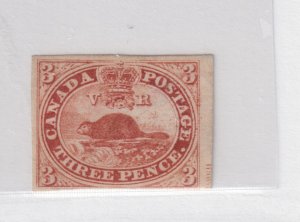 3 CANADA POSTAGE. 3
V R
3 THREE PENCE. 3